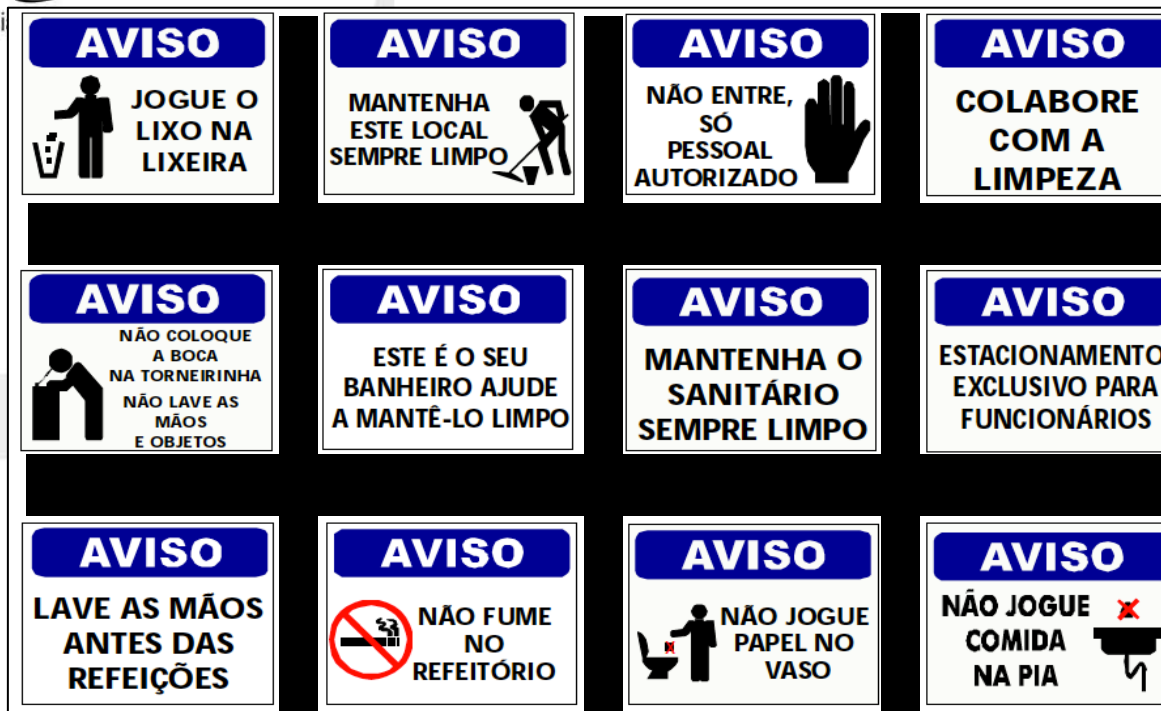 AVISO
JOGUE O
LIXO NA
LIXEIRA
AVISO
MANTENHA
ESTE LOCAL
SEMPRE LIMPO
AVISO
NÃO ENTRE,
SÓ
PESSOAL
AUTORIZADO
AVISO
COLABORE
COM A
LIMPEZA
AVISO
NÃO COLOQUE
A BOCA
NA TORNEIRINHA
NÃO LAVE AS
MÃOS
E OBJETOS
AVISO
ESTE É O SEU
BANHEIRO AJUDE
A MANTÊ-LO LIMPO
AVISO
MANTENHA O
SANITÁRIO
SEMPRE LIMPO
AVISO
ESTACIONAMENTO
EXCLUSIVO PARA
FUNCIONÁRIOS
AVISO
LAVE AS MÃOS
ANTES DAS
REFEIÇÕES
AVISO
NÃO FUME
NO
REFEITÓRIO
AVISO
NÃO JOGUE
PAPEL NO
VASO
AVISO
NÃO JOGUE
COMIDA
NA PIA